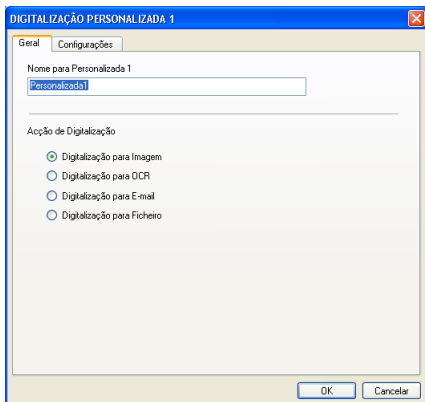 DIGITALIZAÇÃO PERSONALIZADA 1
Geral Configurações
Nome para Personalizada 1
Personalizada1
Acção de Digitalização
Digitalização para Imagem
Digitalização para OCR
Digitalização para E-mail
Digitalização para Ficheiro
OK Cancelar